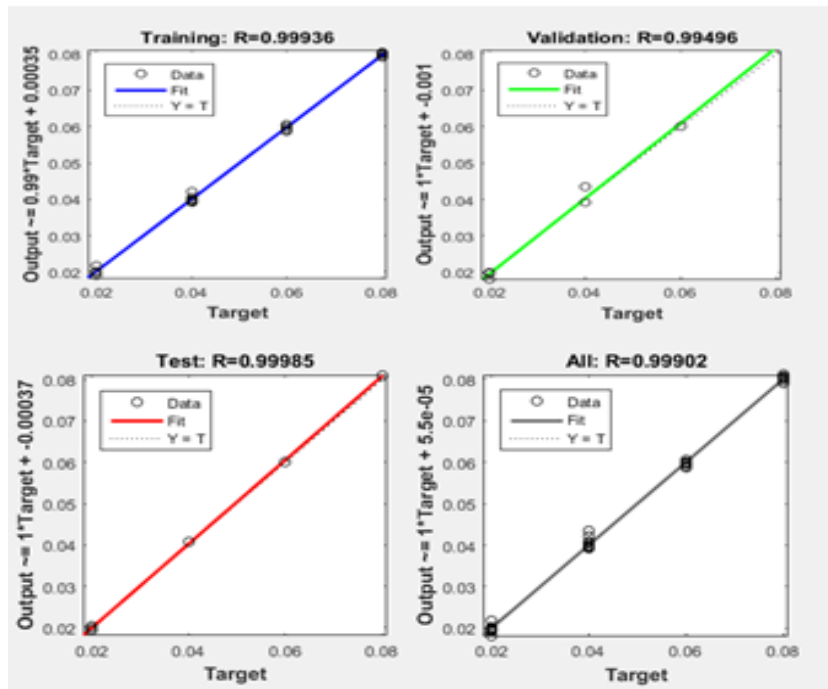 Training: R=0.99936
Output ~= 0.99*Target + 0.00035
0.08
0.07
0.06
0.05
0.04
0.03
0.02
Data
Fit
Y = T
0.02
0.04
0.06
0.08
Target
Validation: R=0.99496
Output ~= 1*Target + -0.001
0.08
0.07
0.06
0.05
0.04
0.03
0.02
Data
Fit
Y = T
0.02
0.04
0.06
0.08
Target
Test: R=0.99985
Output ~= 1*Target + -0.00037
0.08
0.07
0.06
0.05
0.04
0.03
0.02
Data
Fit
Y = T
0.02
0.04
0.06
0.08
Target
All: R=0.99902
Output ~= 1*Target + 5.5e-05
0.08
0.07
0.06
0.05
0.04
0.03
0.02
Data
Fit
Y = T
0.02
0.04
0.06
0.08
Target